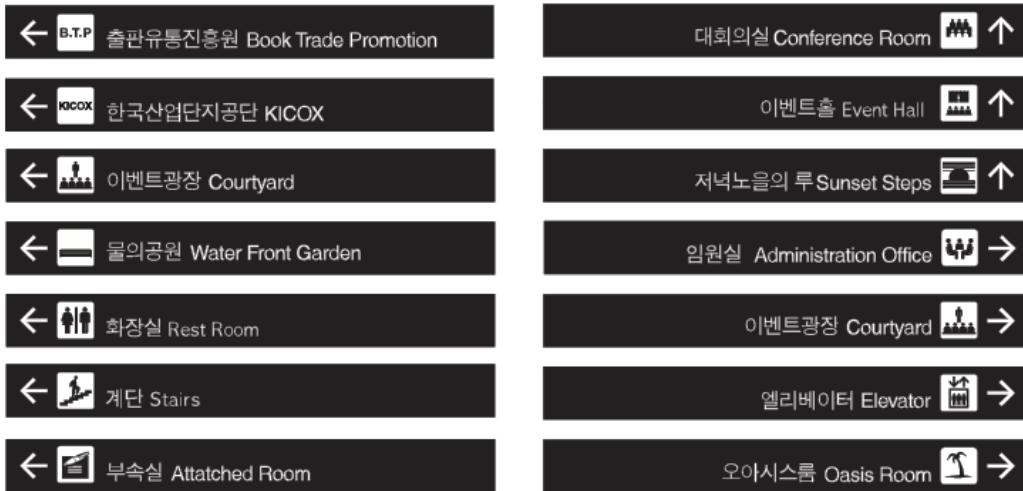 B.T.P 출판유통진흥원 Book Trade Promotion
KICOX 한국산업단지공단 KICOX
이벤트광장 Courtyard
물의공원 Water Front Garden
화장실 Rest Room
계단 Stairs
부속실 Attatched Room
대회의실 Conference Room
이벤트홀 Event Hall
저녁노을의 루 Sunset Steps
임원실 Administration Office
이벤트광장 Courtyard
엘리베이터 Elevator
오아시스룸 Oasis Room